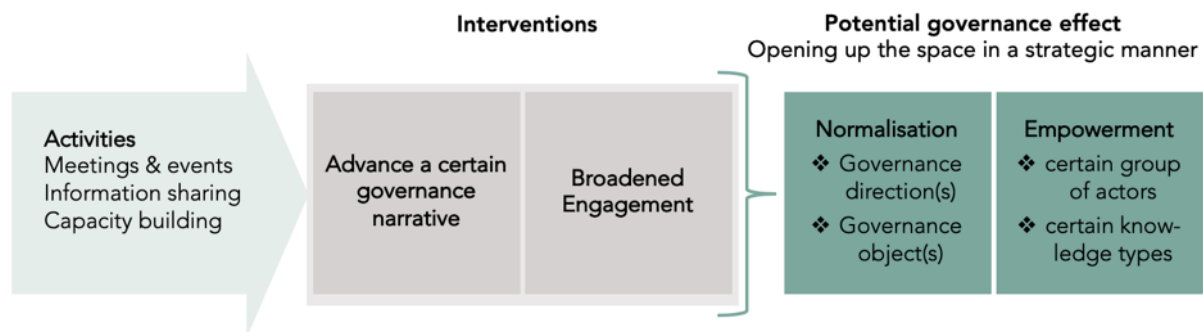 Interventions
Potential governance effect
Opening up the space in a strategic manner
Activities
Meetings & events
Information sharing
Capacity building
Advance a certain
governance
narrative
Broadened
Engagement
Normalisation
❖ Governance
direction(s)
❖ Governance
object(s)
Empowerment
❖ certain group
of actors
❖ certain know-
ledge types